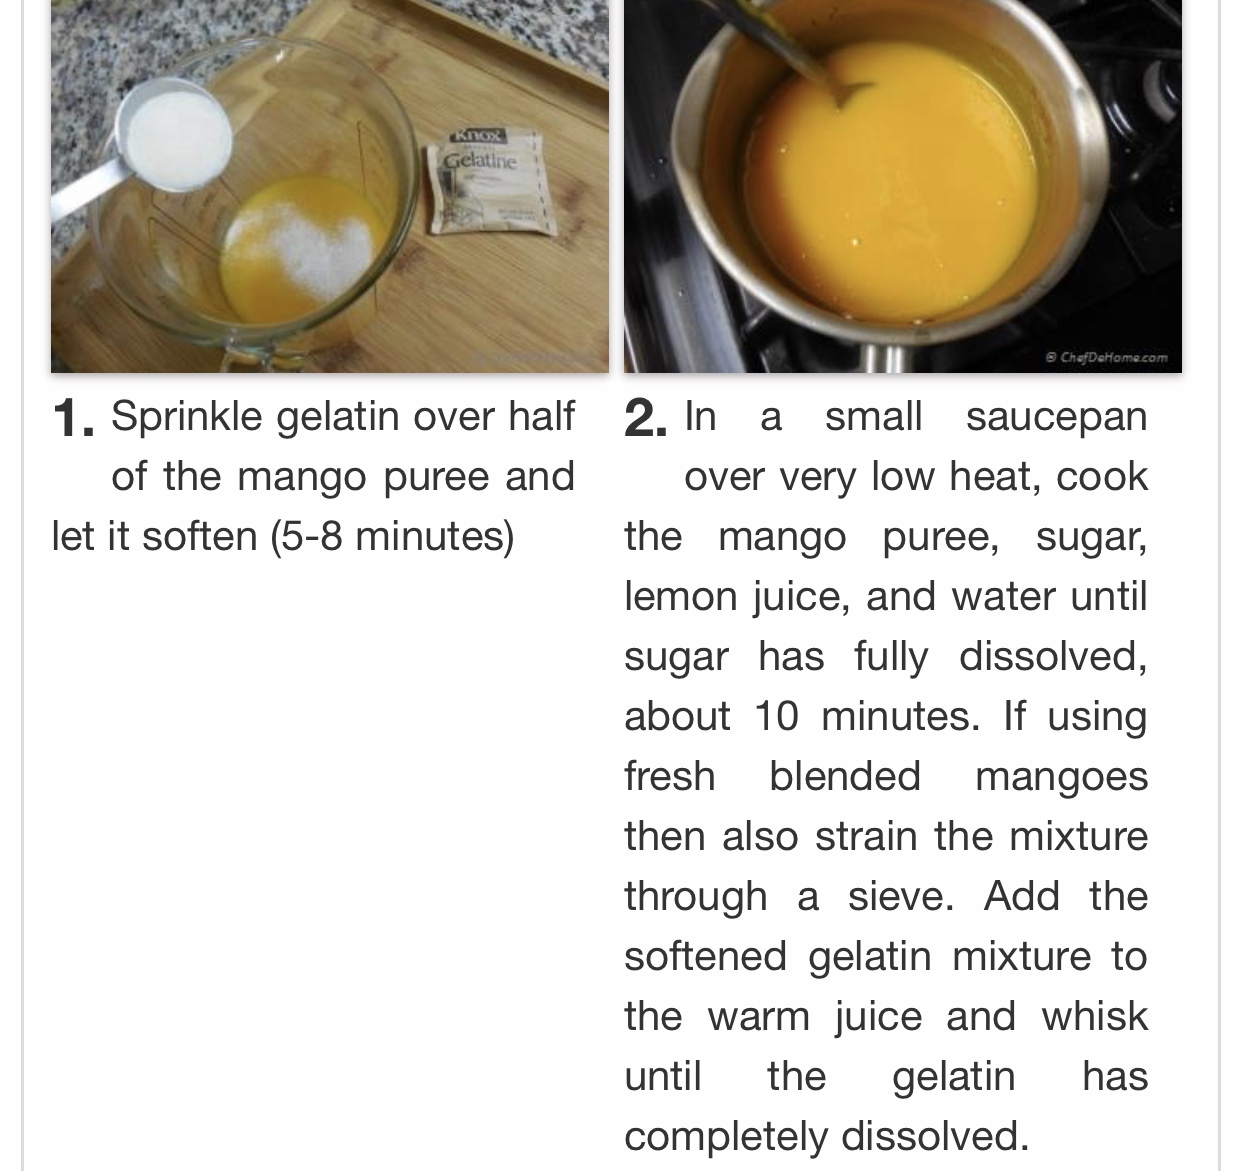 Knox
Gelatine
© ChefDeHome.com
1. Sprinkle gelatin over half
of the mango puree and
let it soften (5-8 minutes)
2. In a small saucepan
over very low heat, cook
the mango puree, sugar,
lemon juice, and water until
sugar has fully dissolved,
about 10 minutes. If using
fresh blended mangoes
then also strain the mixture
through a sieve. Add the
softened gelatin mixture to
the warm juice and whisk
until the gelatin has
completely dissolved.